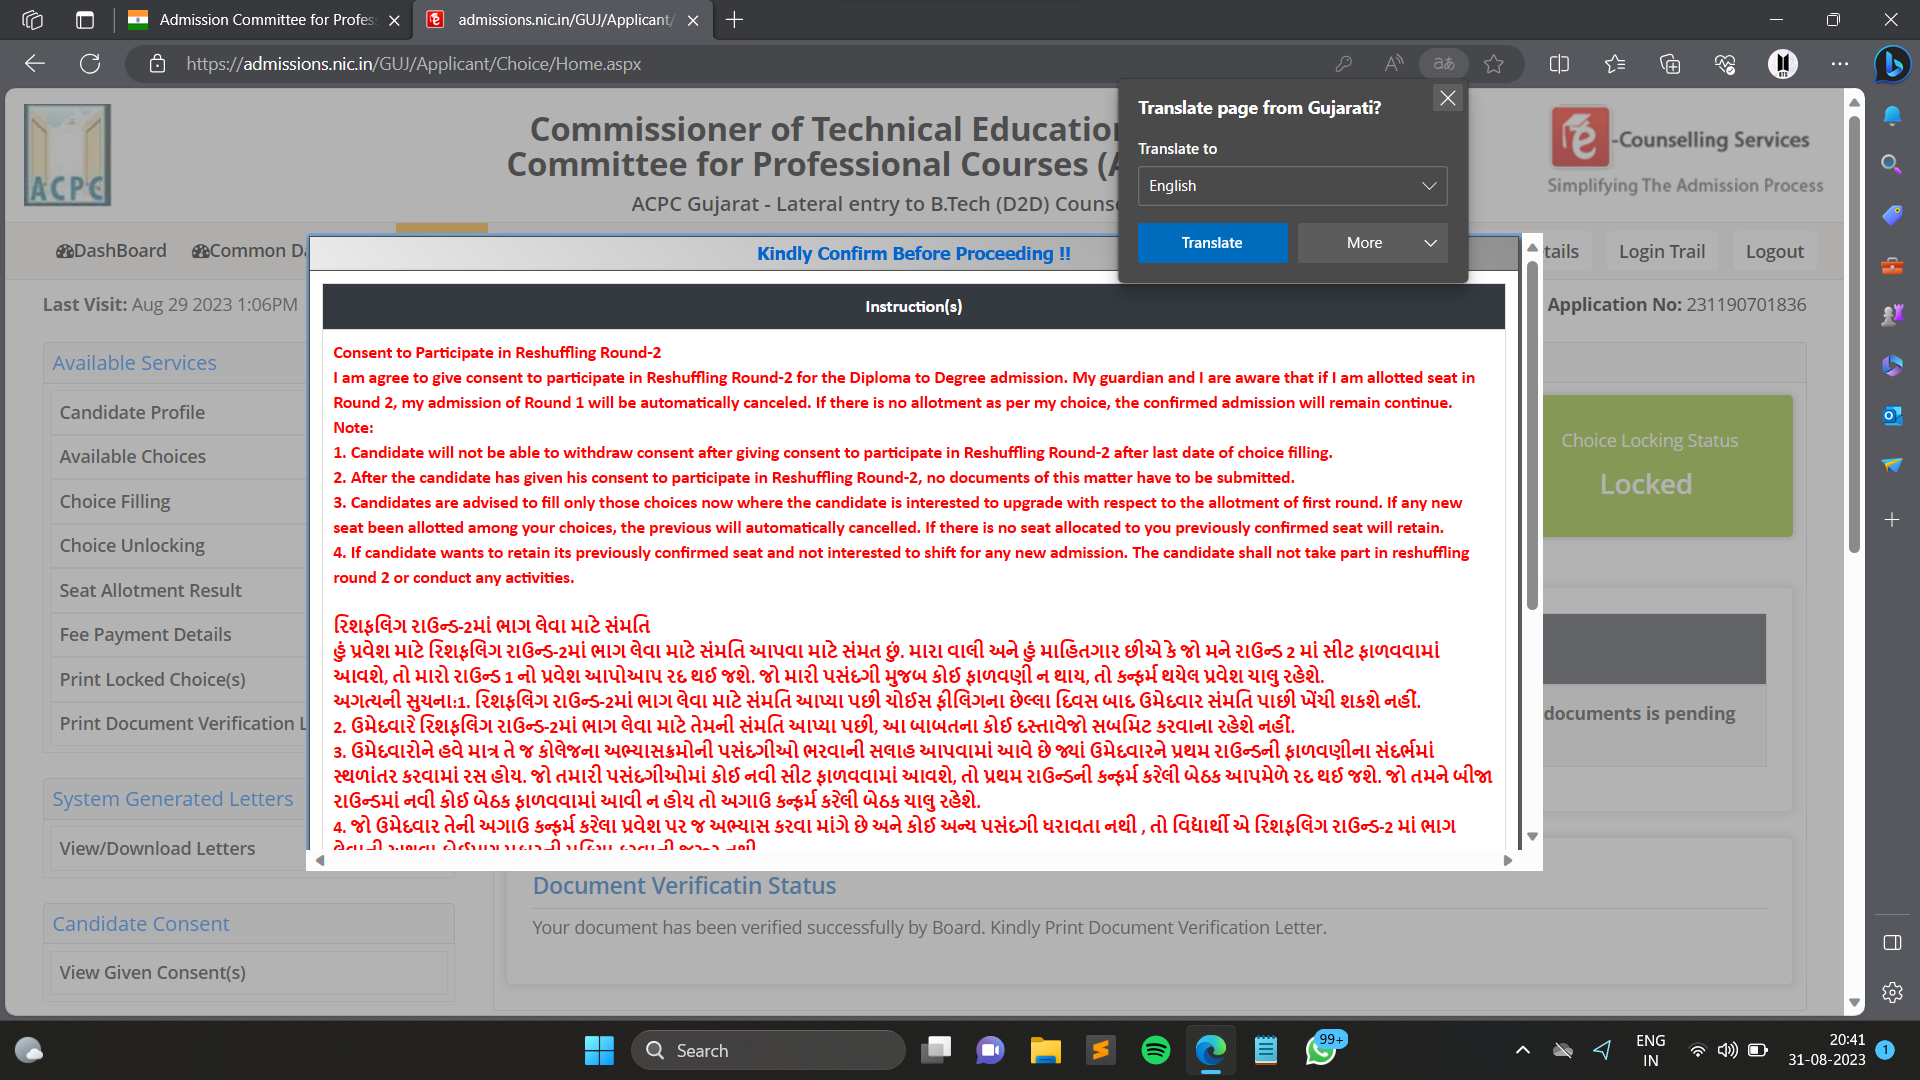 Admission Committee for Profes
admissions.nic.in/GUJ/Applicant/
https://admissions.nic.in/GUJ/Applicant/Choice/Home.aspx
Translate page from Gujarati?
Translate to
English
Translate
More
ACPC
Commissioner of Technical Education
Committee for Professional Courses (A
ACPC Gujarat - Lateral entry to B.Tech (D2D) Couns
e-Counselling Services
Simplifying The Admission Process
DashBoard
Common Da
tails
Login Trail
Logout
Last Visit: Aug 29 2023 1:06PM
Application No: 231190701836
Available Services
Candidate Profile
Available Choices
Choice Filling
Choice Unlocking
Seat Allotment Result
Fee Payment Details
Print Locked Choice(s)
Print Document Verification L
System Generated Letters
View/Download Letters
Candidate Consent
View Given Consent(s)
Kindly Confirm Before Proceeding !!
Instruction(s)
Consent to Participate in Reshuffling Round-2
I am agree to give consent to participate in Reshuffling Round-2 for the Diploma to Degree admission. My guardian and I are aware that if I am allotted seat in
Round 2, my admission of Round 1 will be automatically canceled. If there is no allotment as per my choice, the confirmed admission will remain continue.
Note:
1. Candidate will not be able to withdraw consent after giving consent to participate in Reshuffling Round-2 after last date of choice filling.
2. After the candidate has given his consent to participate in Reshuffling Round-2, no documents of this matter have to be submitted.
3. Candidates are advised to fill only those choices now where the candidate is interested to upgrade with respect to the allotment of first round. If any new
seat been allotted among your choices, the previous will automatically cancelled. If there is no seat allocated to you previously confirmed seat will retain.
4. If candidate wants to retain its previously confirmed seat and not interested to shift for any new admission. The candidate shall not take part in reshuffling
round 2 or conduct any activities.
રિશફલિંગ રાઉન્ડ-2માં ભાગ લેવા માટે સંમતિ
હું પ્રવેશ માટે રિશફલિંગ રાઉન્ડ-2માં ભાગ લેવા માટે સંમતિ આપવા માટે સંમત છું. મારા વાલી અને હું માહિતગાર છીએ કે જો મને રાઉન્ડ 2 માં સીટ ફાળવવામાં
આવશે, તો મારો રાઉન્ડ 1 નો પ્રવેશ આપોઆપ રદ થઈ જશે. જો મારી પસંદગી મુજબ કોઈ ફાળવણી ન થાય, તો કન્ફર્મ થયેલ પ્રવેશ ચાલુ રહેશે.
અગત્યની સુચના:1. રિશફલિંગ રાઉન્ડ-2માં ભાગ લેવા માટે સંમતિ આપ્યા પછી ચોઈસ ફીલિંગના છેલ્લા દિવસ બાદ ઉમેદવાર સંમતિ પાછી ખેંચી શકશે નહીં.
2. ઉમેદવારે રિશફલિંગ રાઉન્ડ-2માં ભાગ લેવા માટે તેમની સંમતિ આપ્યા પછી, આ બાબતના કોઈ દસ્તાવેજો સબમિટ કરવાના રહેશે નહીં.
3. ઉમેદવારોને હવે માત્ર તે જ કોલેજના અભ્યાસક્રમોની પસંદગીઓ ભરવાની સલાહ આપવામાં આવે છે જ્યાં ઉમેદવારને પ્રથમ રાઉન્ડની ફાળવણીના સંદર્ભમાં
સ્થળાંતર કરવામાં રસ હોય. જો તમારી પસંદગીઓમાં કોઈ નવી સીટ ફાળવવામાં આવશે, તો પ્રથમ રાઉન્ડની કન્ફર્મ કરેલી બેઠક આપમેળે રદ થઈ જશે. જો તમને બીજા
રાઉન્ડમાં નવી કોઈ બેઠક ફાળવવામાં આવી ન હોય તો અગાઉ કન્ફર્મ કરેલી બેઠક ચાલુ રહેશે.
4. જો ઉમેદવાર તેની અગાઉ કન્ફર્મ કરેલા પ્રવેશ પર જ અભ્યાસ કરવા માંગે છે અને કોઈ અન્ય પસંદગી ધરાવતા નથી , તો વિદ્યાર્થી એ રિશફલિંગ રાઉન્ડ-2 માં ભાગ
Choice Locking Status
Locked
documents is pending
Document Verificatin Status
Your document has been verified successfully by Board. Kindly Print Document Verification Letter.
Search
99+
ENG
IN
20:41
31-08-2023
1